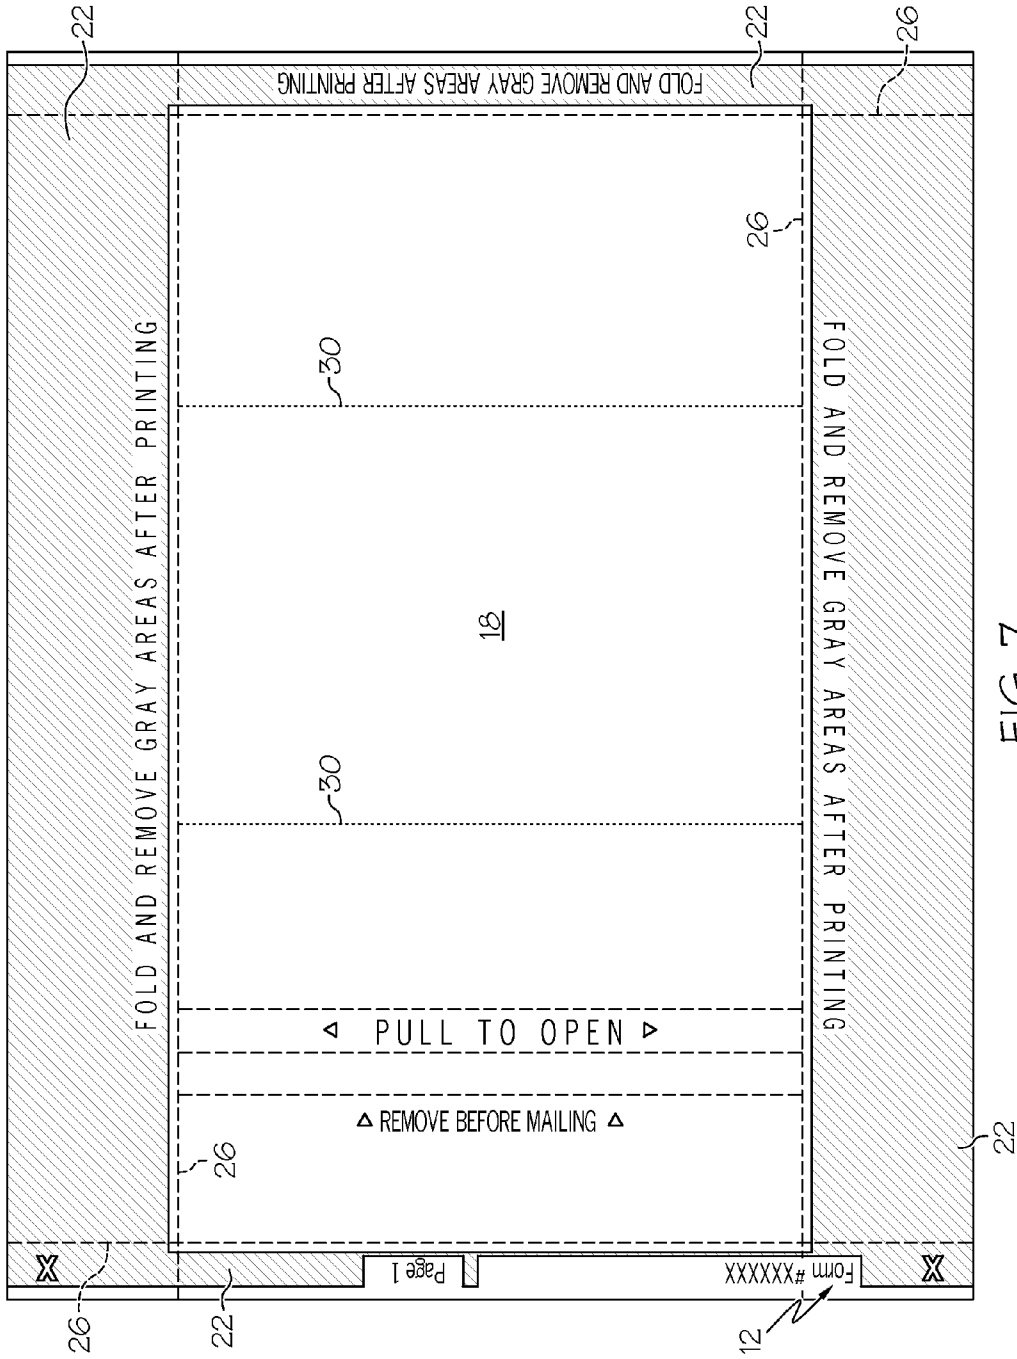 22
22
26
FOLD AND REMOVE GRAY AREAS AFTER PRINTING
26
FOLD AND REMOVE GRAY AREAS AFTER PRINTING
FOLD AND REMOVE GRAY AREAS AFTER PRINTING
30
18
30
FIG. 2
◁ PULL TO OPEN ▷
△ REMOVE BEFORE MAILING △
26
22
X
X
Page 1
Form #XXXXXX
26
22
12